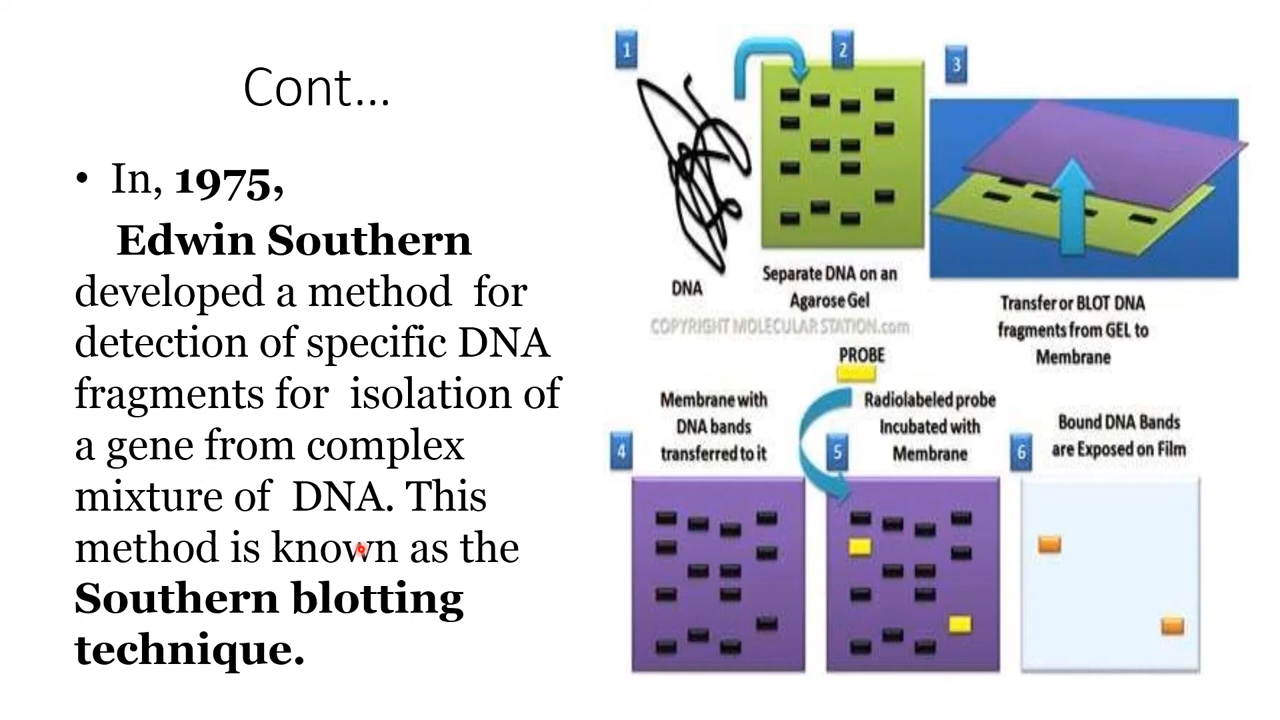 Cont...
• In, 1975,
Edwin Southern
developed a method for
detection of specific DNA
fragments for isolation of
a gene from complex
mixture of DNA. This
method is known as the
Southern blotting
technique.
1
2
3
DNA
Separate DNA on an
Agarose Gel
Transfer or BLOT DNA
fragments from GEL to
Membrane
COPYRIGHT MOLECULARSTATION.com
PROBE
4
Membrane with
DNA bands
transferred to it
5
Radiolabeled probe
Incubated with
Membrane
6
Bound DNA Bands
are Exposed on Film